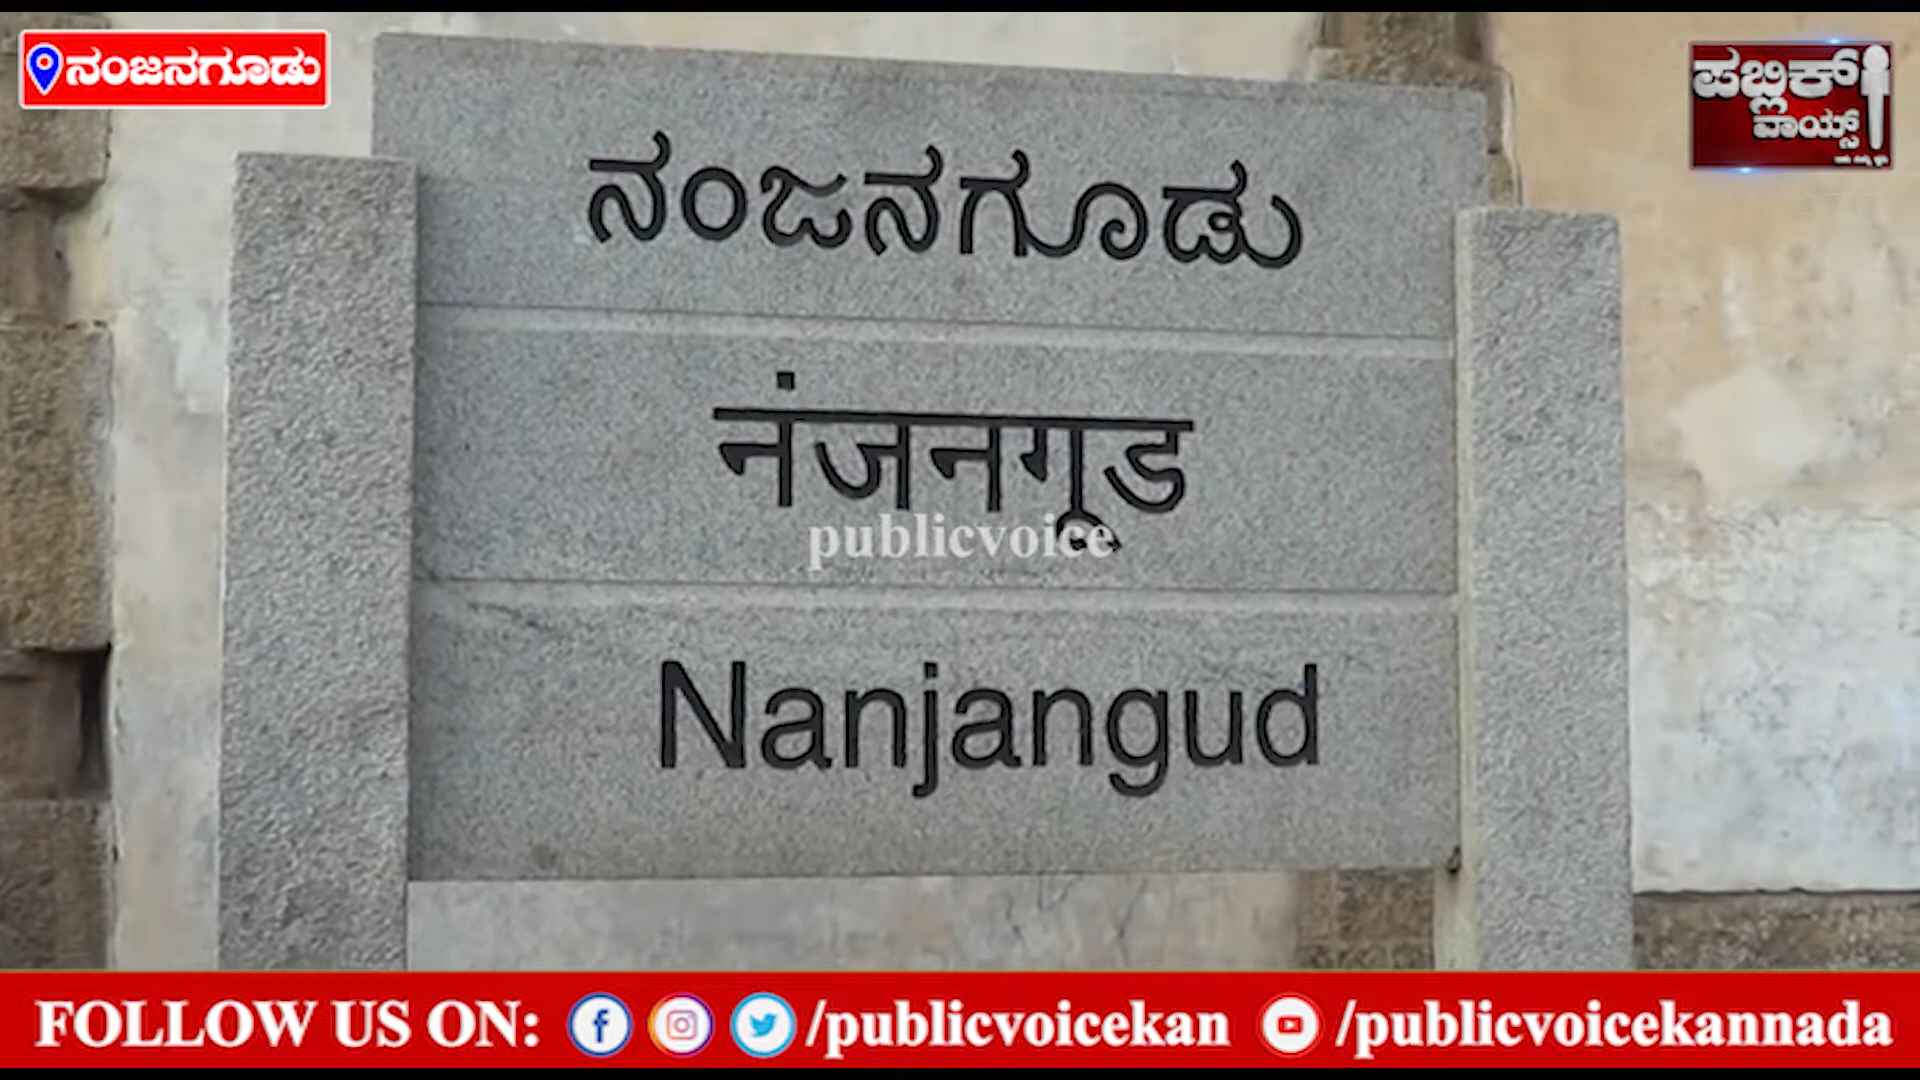 ನಂಜನಗೂಡು
ಪಬ್ಲಿಕ್
ವಾಯ್ಸ್
ನಂಜನಗೂಡು
नंजनगूड
publicvoice
Nanjangud
FOLLOW US ON: /publicvoicekan /publicvoicekannada